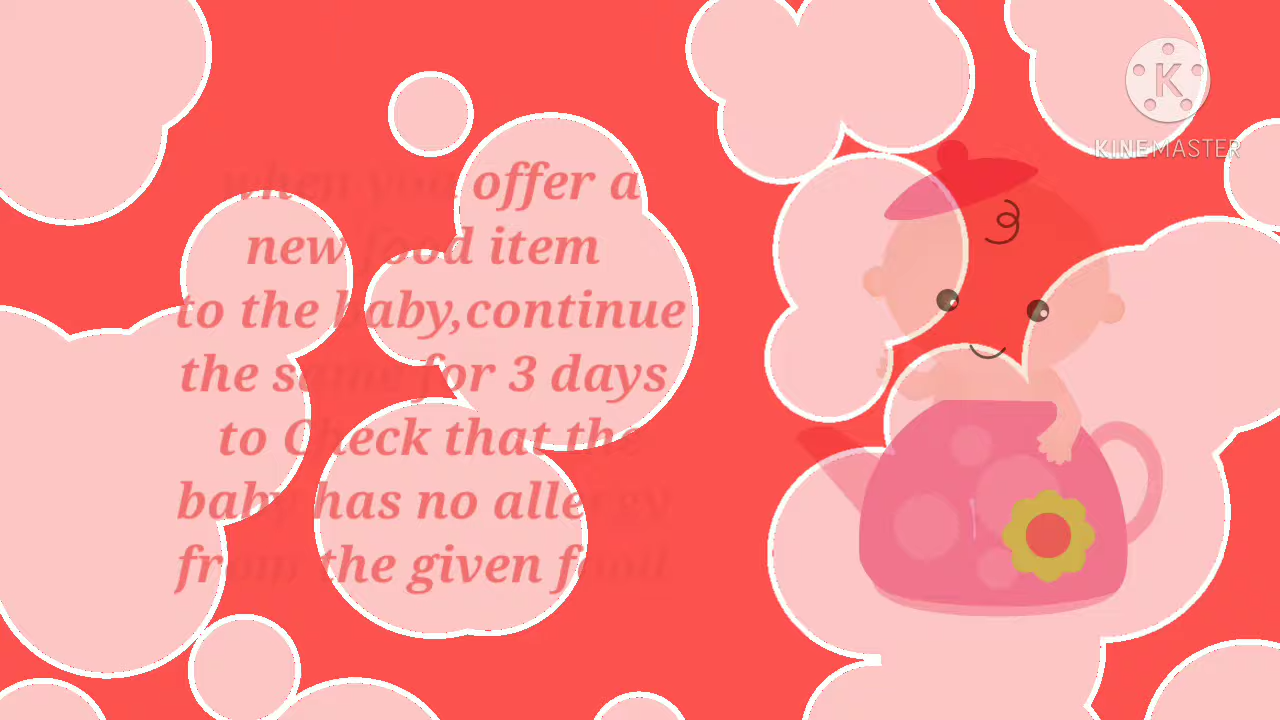 when you offer a
new food item
to the baby,continue
the same for 3 days
to Check that the
baby has no allergy
from the given food
K
KINEMASTER